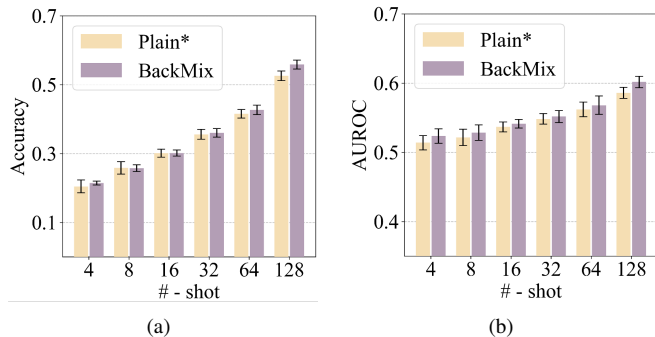 0.7
0.5
0.3
0.1
Accuracy
Plain*
BackMix
4 8 16 32 64 128
# - shot
(a)
0.7
0.6
0.5
0.4
AUROC
Plain*
BackMix
4 8 16 32 64 128
# - shot
(b)